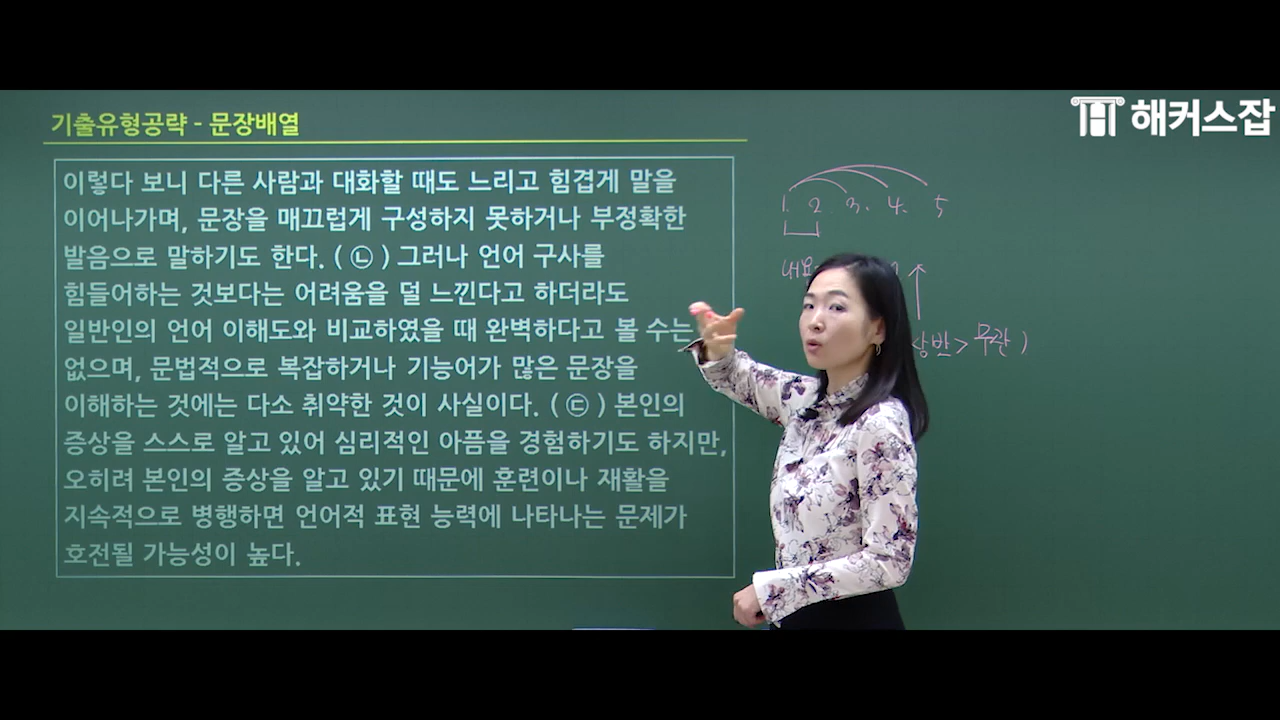 해커스잡
기출유형공략 - 문장배열
이렇다 보니 다른 사람과 대화할 때도 느리고 힘겹게 말을
이어나가며, 문장을 매끄럽게 구성하지 못하거나 부정확한
발음으로 말하기도 한다. ( ㉡ ) 그러나 언어 구사를
힘들어하는 것보다는 어려움을 덜 느낀다고 하더라도
일반인의 언어 이해도와 비교하였을 때 완벽하다고 볼 수는
없으며, 문법적으로 복잡하거나 기능어가 많은 문장을
이해하는 것에는 다소 취약한 것이 사실이다. ( ㉢ ) 본인의
증상을 스스로 알고 있어 심리적인 아픔을 경험하기도 하지만,
오히려 본인의 증상을 알고 있기 때문에 훈련이나 재활을
지속적으로 병행하면 언어적 표현 능력에 나타나는 문제가
호전될 가능성이 높다.
1. 2. 3. 4. 5
상반 > 무관 )